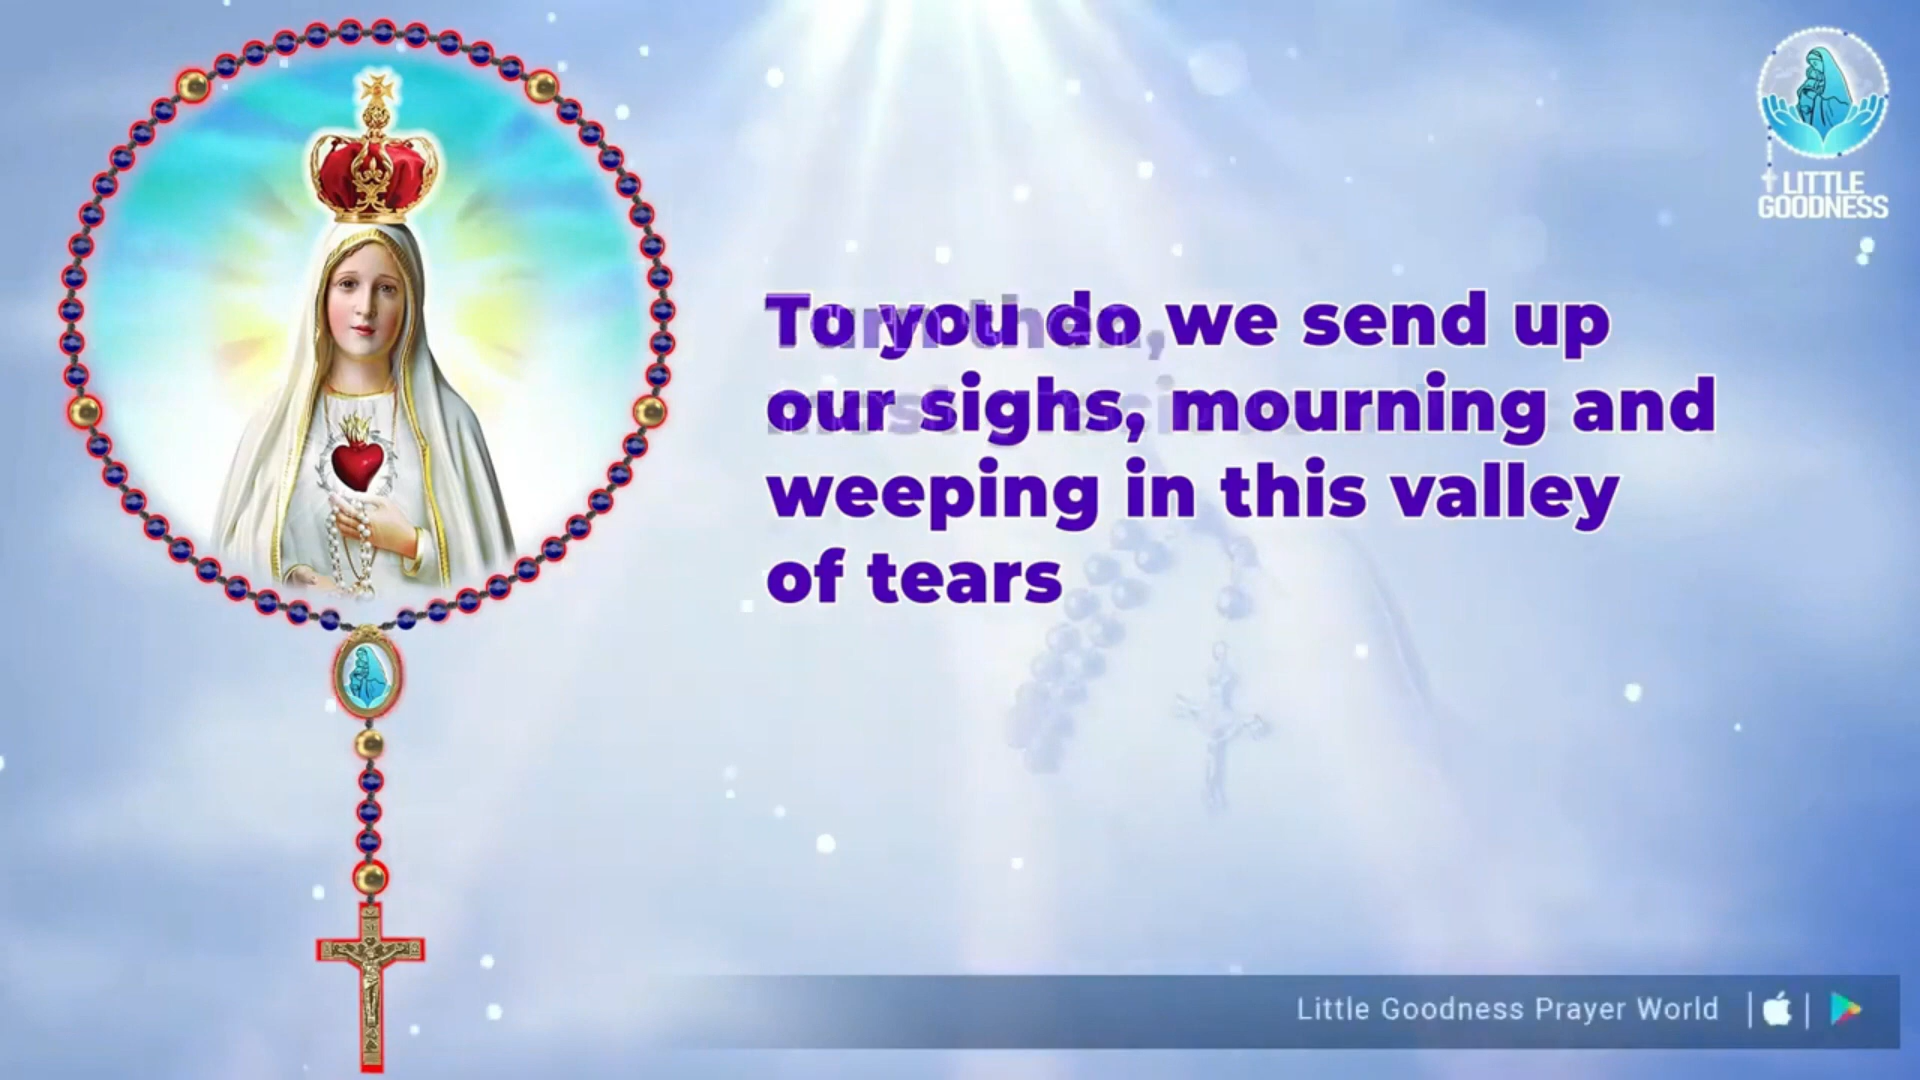 LITTLE
GOODNESS
To you do we send up
our sighs, mourning and
weeping in this valley
of tears
Little Goodness Prayer World